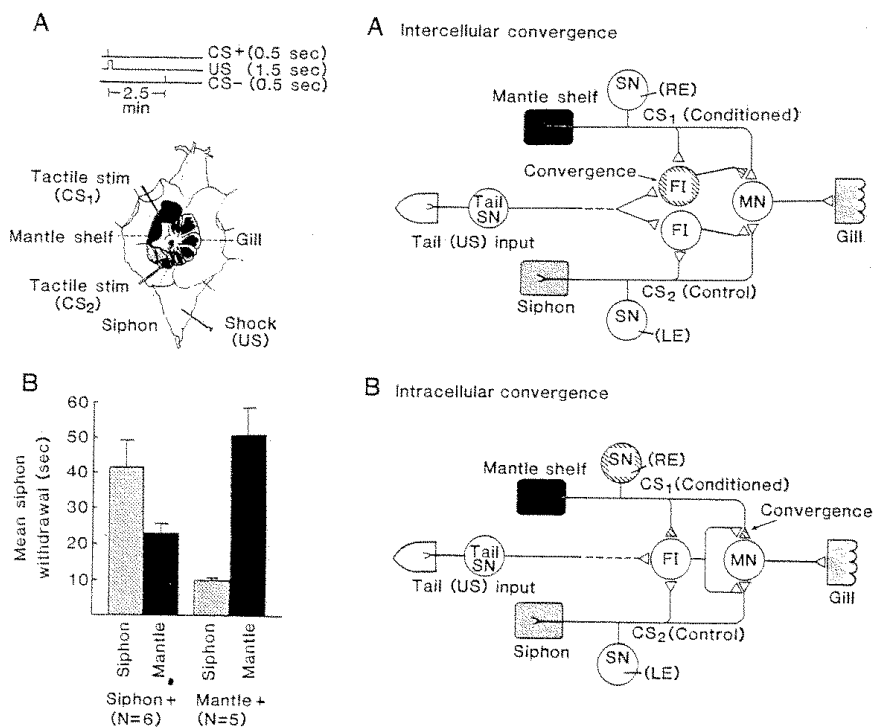 A
CS+(0.5 sec)
US (1.5 sec)
CS-(0.5 sec)
2.5
min
Tactile stim
(CS1)
Mantle shelf
Gill
Tactile stim
(CS2)
Siphon
Shock
(US)
B
Mean siphon
withdrawal (sec)
60
50
40
30
20
10
Siphon
Mantle
Siphon
Mantle
Siphon+
(N=6)
Mantle+
(N=5)
A Intercellular convergence
SN
(RE)
Mantle shelf
CS1 (Conditioned)
Convergence
FI
Tail
SN
MN
FI
Tail (US) input
Gill
CS2 (Control)
Siphon
SN
(LE)
B Intracellular convergence
SN
(RE)
Mantle shelf
CS1 (Conditioned)
Convergence
Tail
SN
FI
MN
Tail (US) input
Gill
CS2 (Control)
Siphon
SN
(LE)